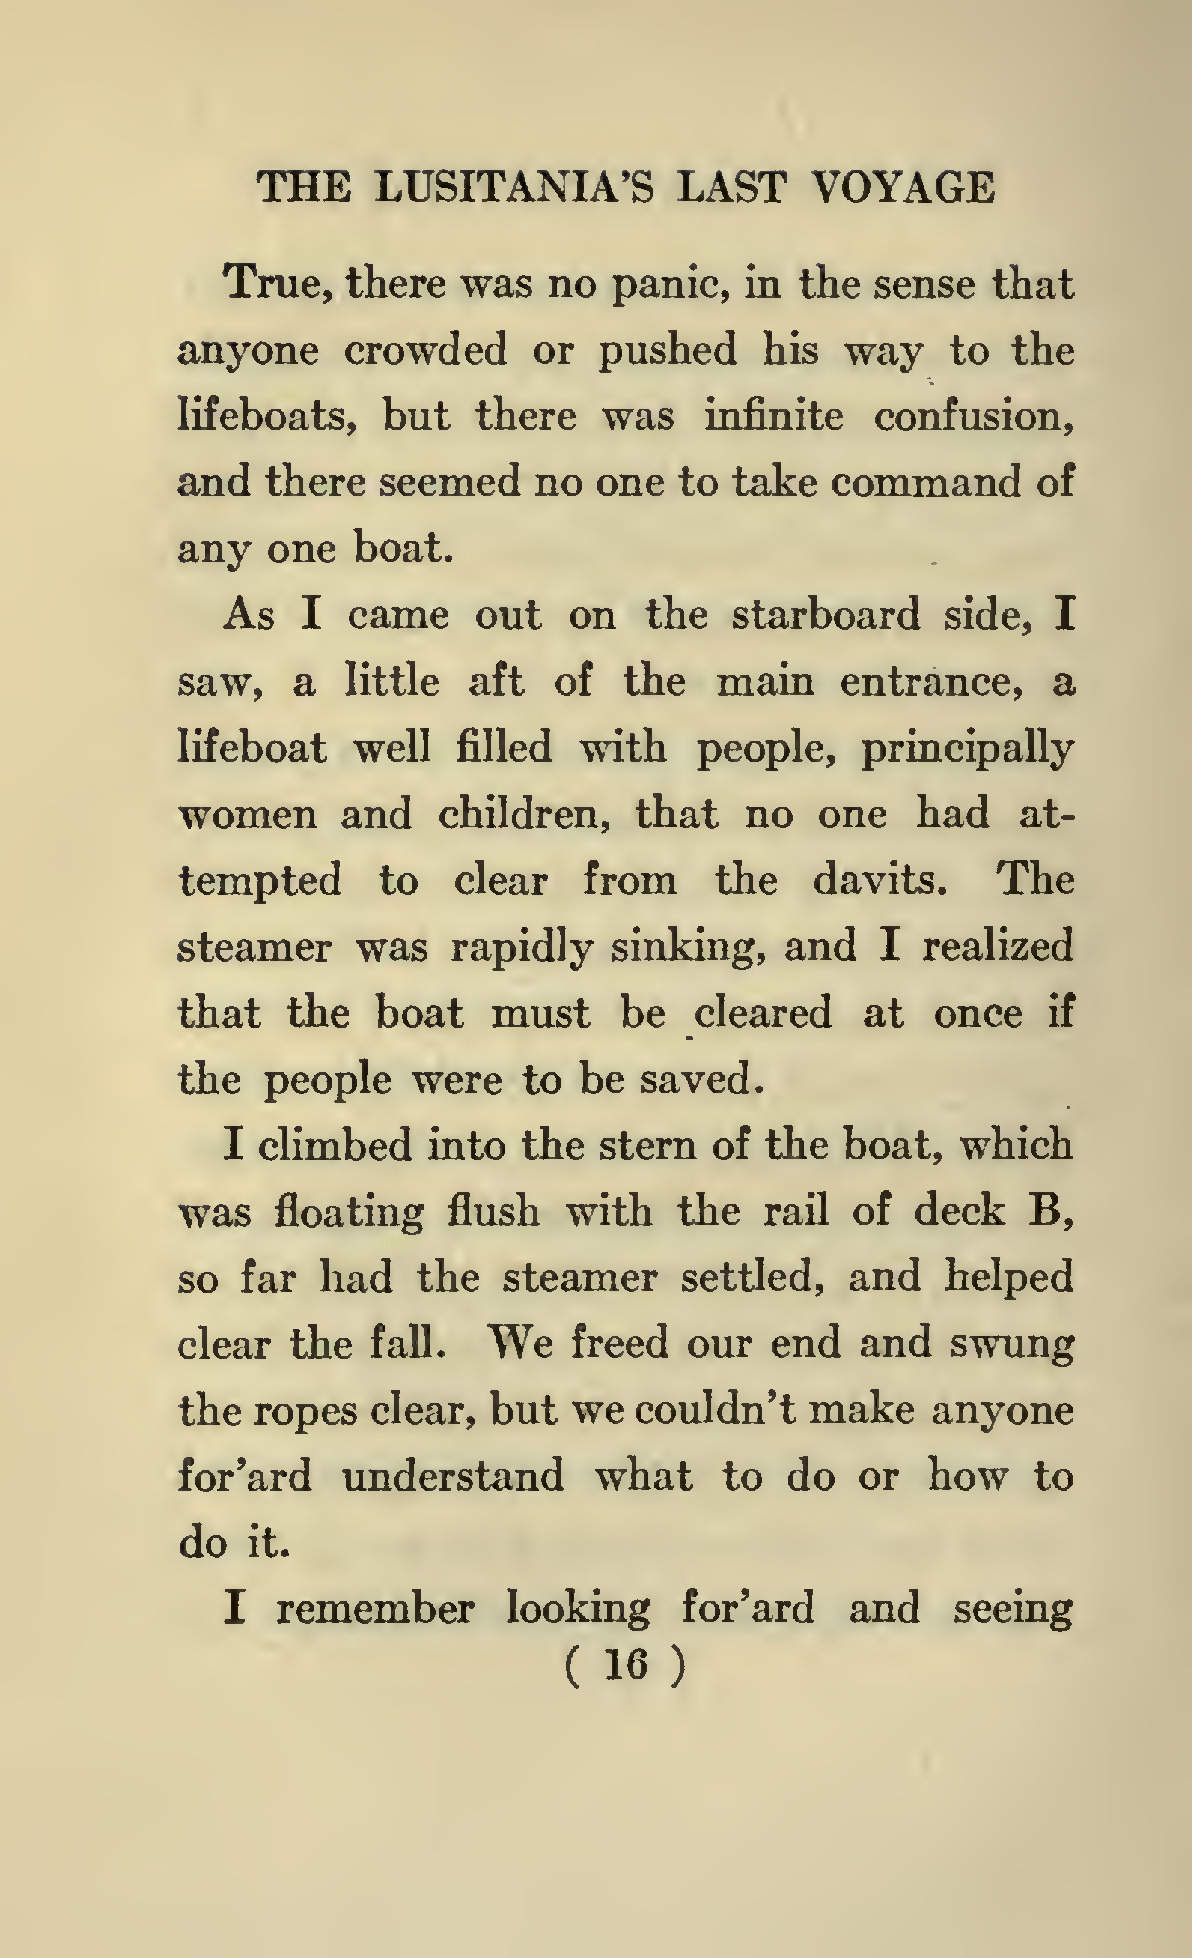 THE LUSITANIA'S LAST VOYAGE
True, there was no panic, in the sense that
anyone crowded or pushed his way to the
lifeboats, but there was infinite confusion,
and there seemed no one to take command of
any one boat.
As I came out on the starboard side, I
saw, a little aft of the main entrance, a
lifeboat well filled with people, principally
women and children, that no one had at-
tempted to clear from the davits. The
steamer was rapidly sinking, and I realized
that the boat must be cleared at once if
the people were to be saved.
I climbed into the stern of the boat, which
was floating flush with the rail of deck B,
so far had the steamer settled, and helped
clear the fall. We freed our end and swung
the ropes clear, but we couldn't make anyone
for'ard understand what to do or how to
do it.
I remember looking for'ard and seeing
( 16 )